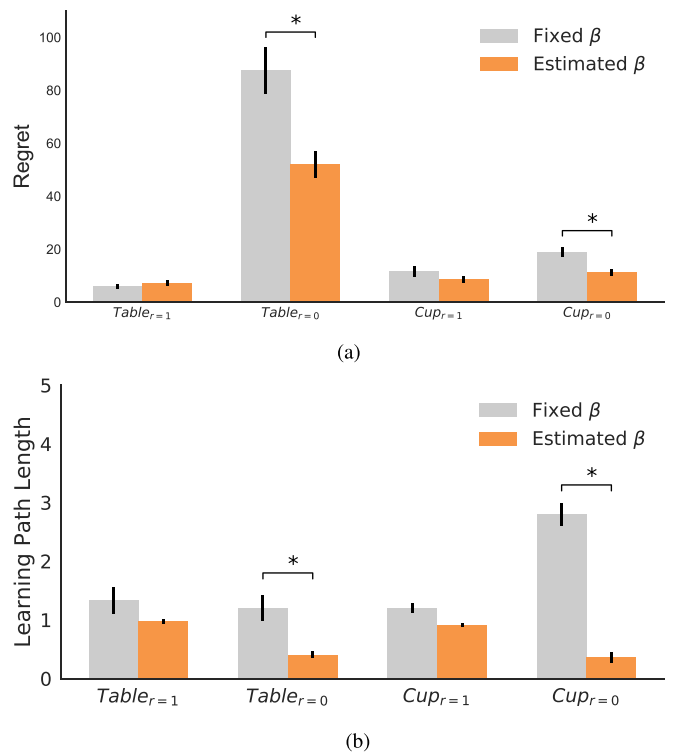 Regret
100
80
60
40
20
0
*
*
Fixed β
Estimated β
Table_{r=1}
Table_{r=0}
Cup_{r=1}
Cup_{r=0}
(a)
Learning Path Length
5
4
3
2
1
0
*
*
Fixed β
Estimated β
Table_{r=1}
Table_{r=0}
Cup_{r=1}
Cup_{r=0}
(b)